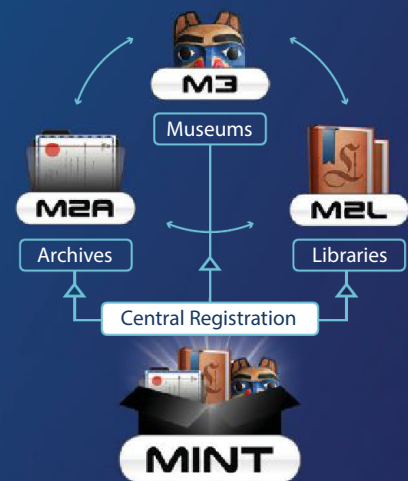 M3
Museums
M2A
M2L
Archives
Libraries
Central Registration
MINT